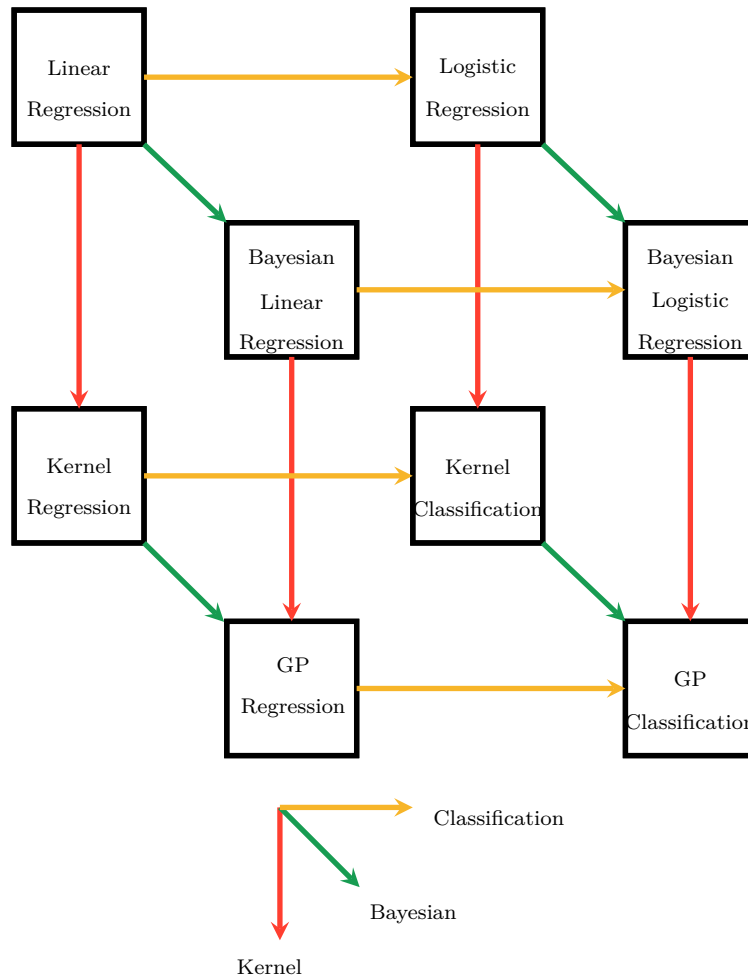 Linear
Regression
Logistic
Regression
Bayesian
Linear
Regression
Bayesian
Logistic
Regression
Kernel
Regression
Kernel
Classification
GP
Regression
GP
Classification
Classification
Bayesian
Kernel